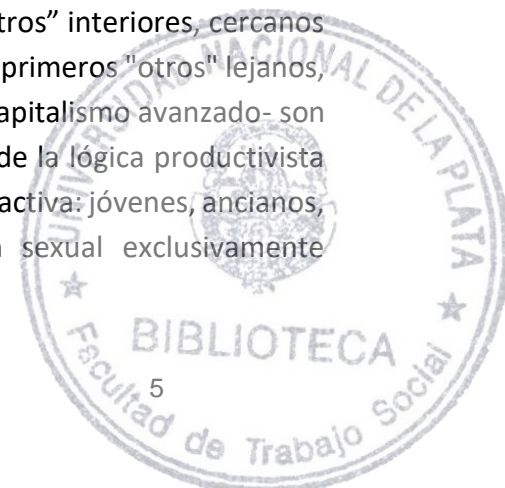 tros” interiores, cercanos
primeros "otros" lejanos,
apitalismo avanzado- son
de la lógica productivista
activa: jóvenes, ancianos,
sexual exclusivamente
UNIVERSIDAD NACIONAL DE LA PLATA
BIBLIOTECA
5
Facultad de Trabajo Social